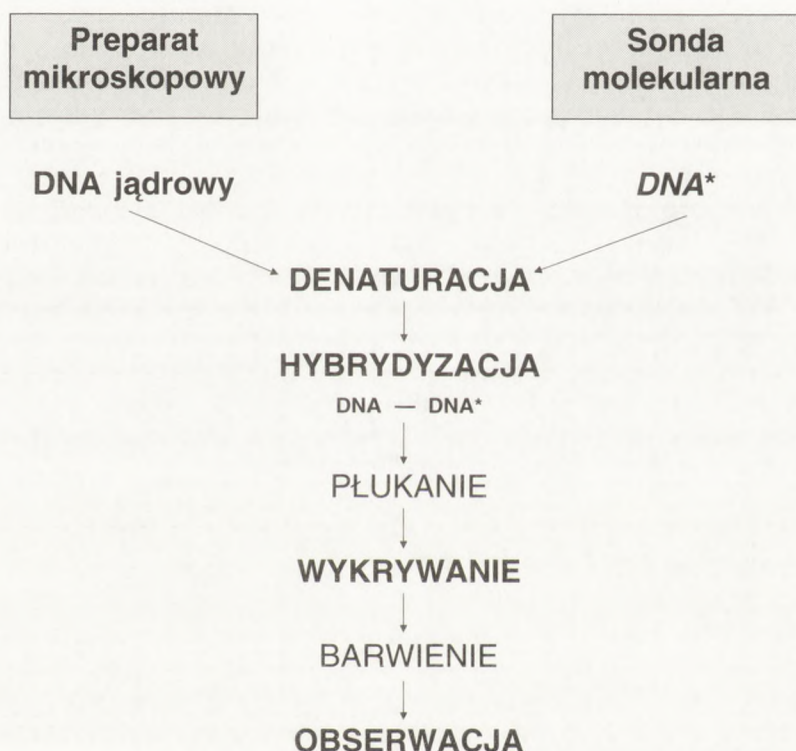 Preparat
mikroskopowy
Sonda
molekularna
DNA jądrowy
DNA*
DENATURACJA
HYBRYDYZACJA
DNA — DNA*
PŁUKANIE
WYKRYWANIE
BARWIENIE
OBSERWACJA